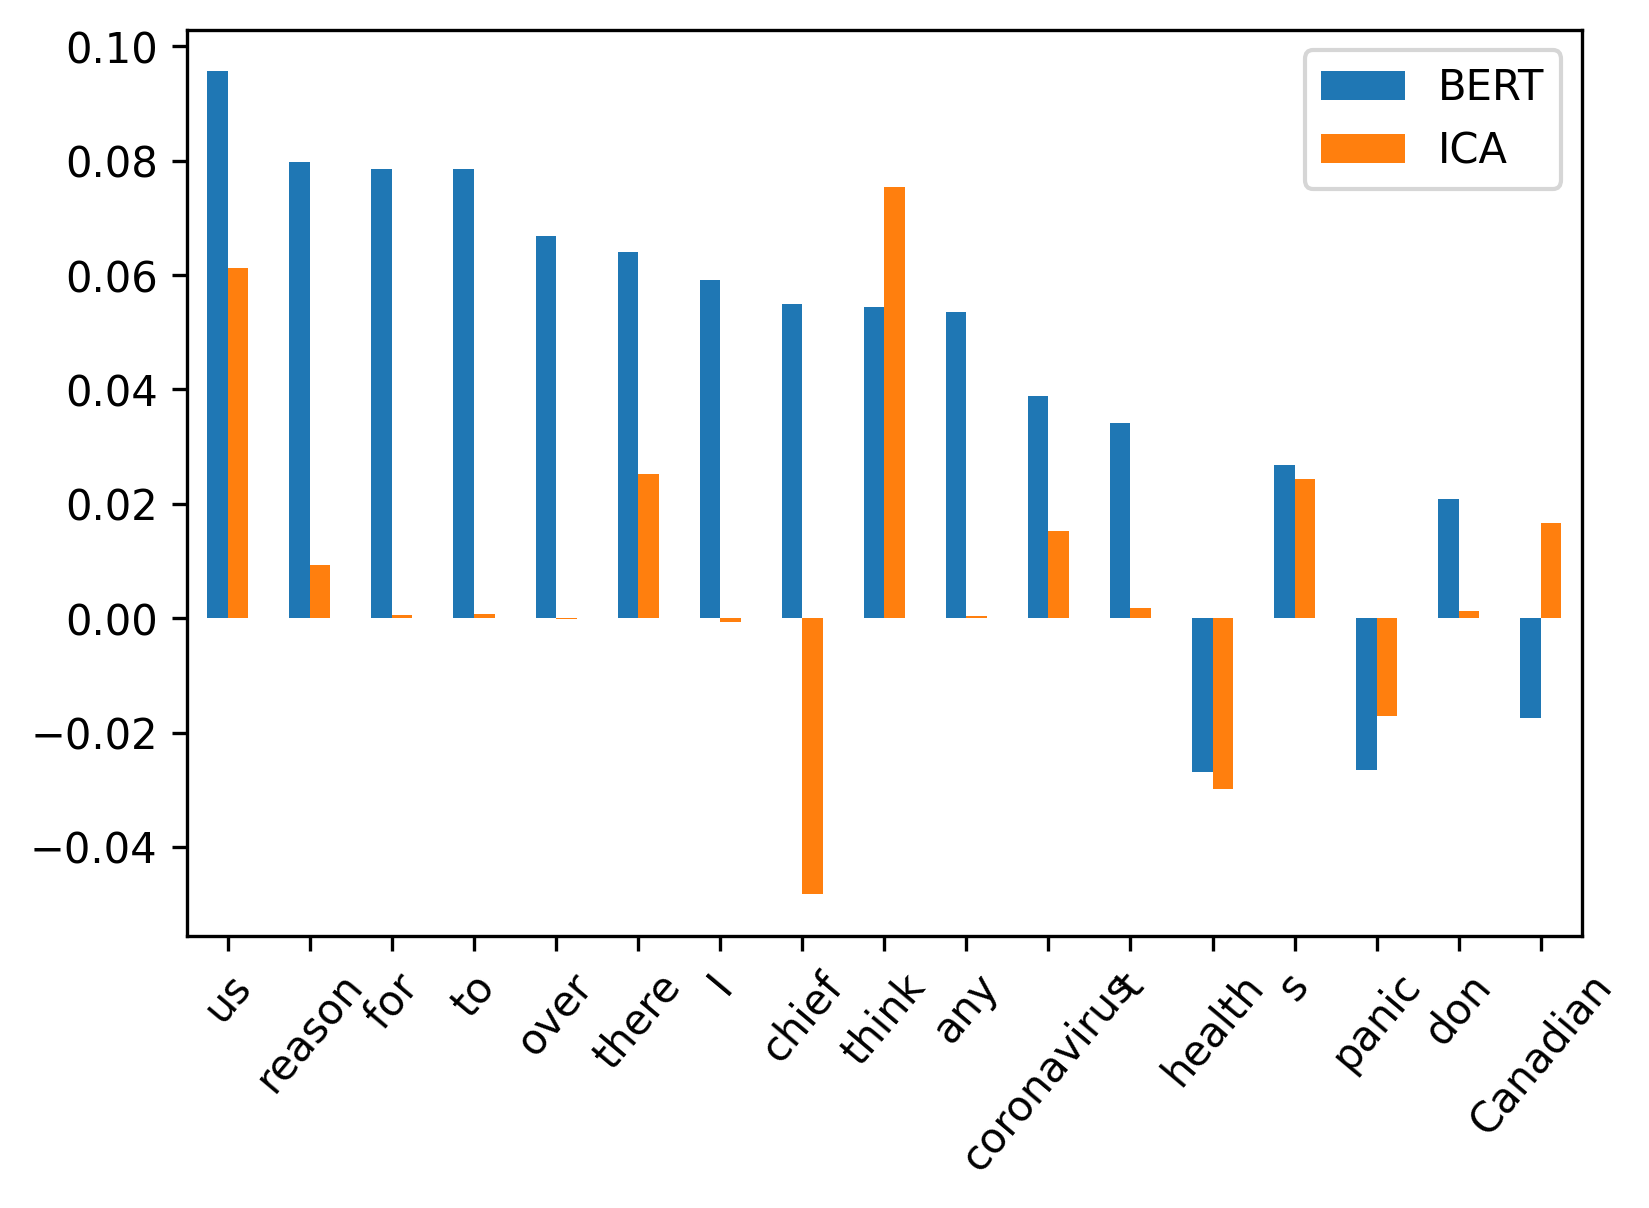 BERT
ICA
0.10
0.08
0.06
0.04
0.02
0.00
−0.02
−0.04
us
reason
for
to
over
there
I
chief
think
any
coronavirus
t
health
s
panic
don
Canadian